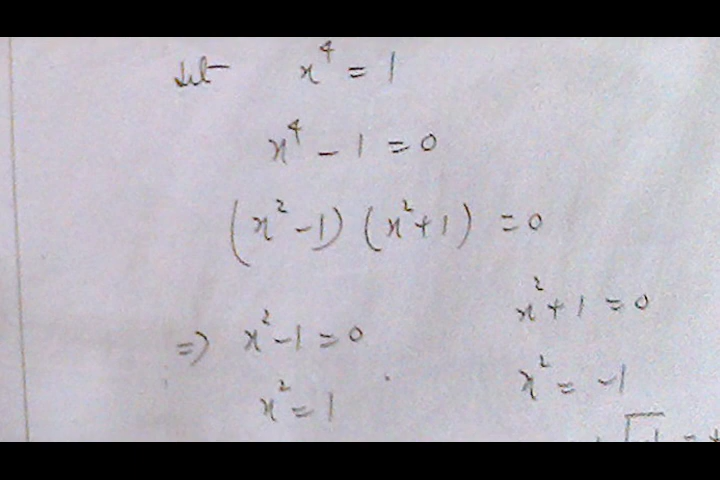 let x⁴ = 1
x⁴ - 1 = 0
(x² - 1) (x² + 1) = 0
⇒ x² - 1 = 0
x² + 1 = 0
x² = 1
x² = -1